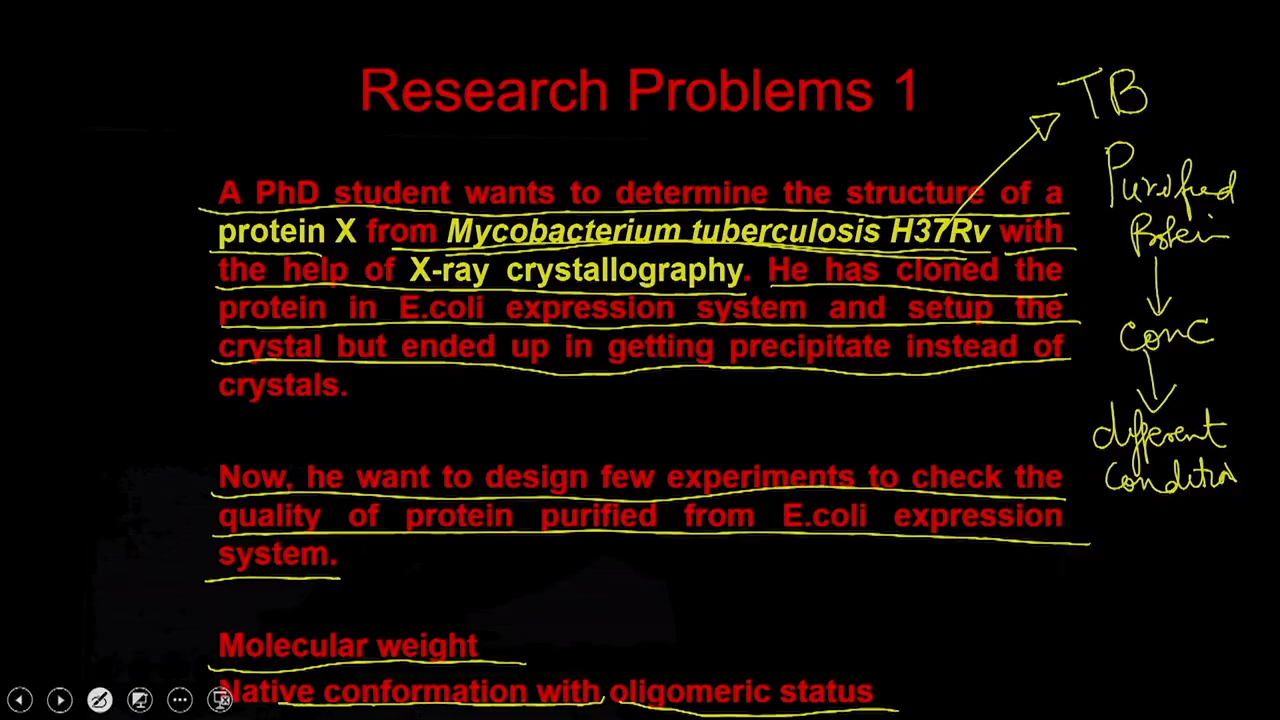 Research Problems 1
A PhD student wants to determine the structure of a
protein X from Mycobacterium tuberculosis H37Rv with
the help of X-ray crystallography. He has cloned the
protein in E.coli expression system and setup the
crystal but ended up in getting precipitate instead of
crystals.
Now, he want to design few experiments to check the
quality of protein purified from E.coli expression
system.
Molecular weight
Native conformation with oligomeric status
TB
Purified
Protein
conc
different
condition